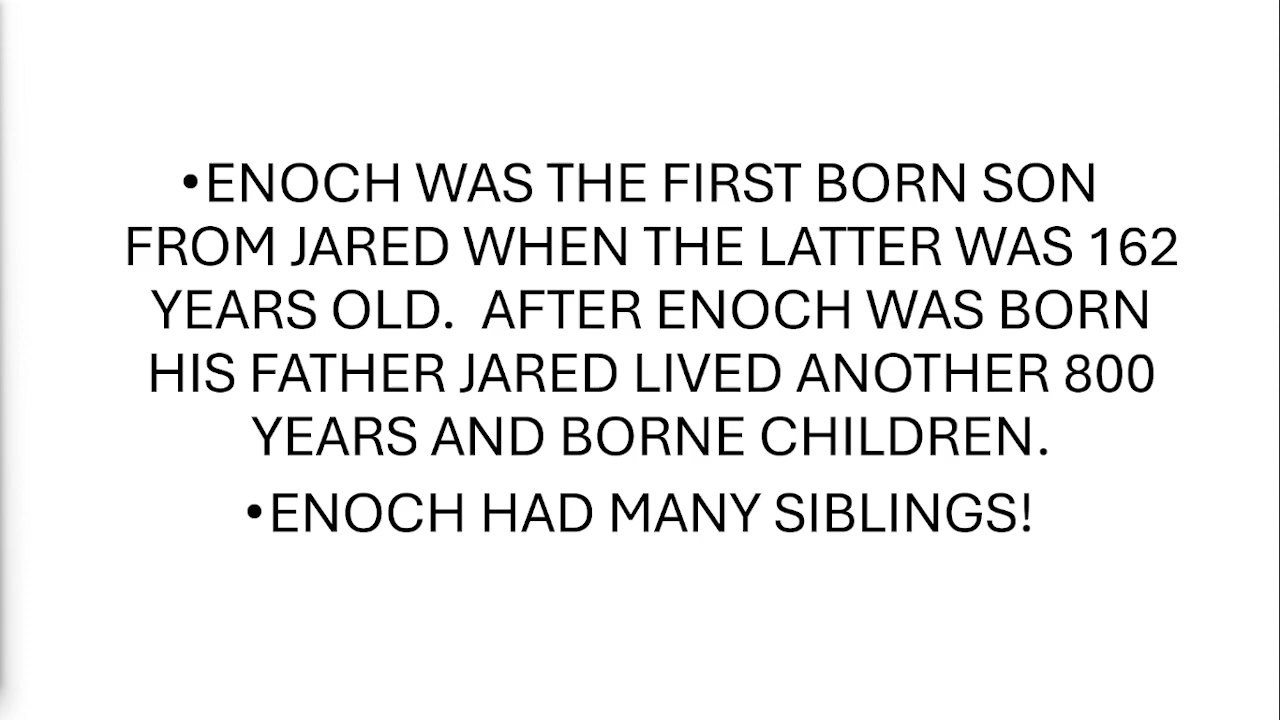 •ENOCH WAS THE FIRST BORN SON
FROM JARED WHEN THE LATTER WAS 162
YEARS OLD.  AFTER ENOCH WAS BORN
HIS FATHER JARED LIVED ANOTHER 800
YEARS AND BORNE CHILDREN.
•ENOCH HAD MANY SIBLINGS!